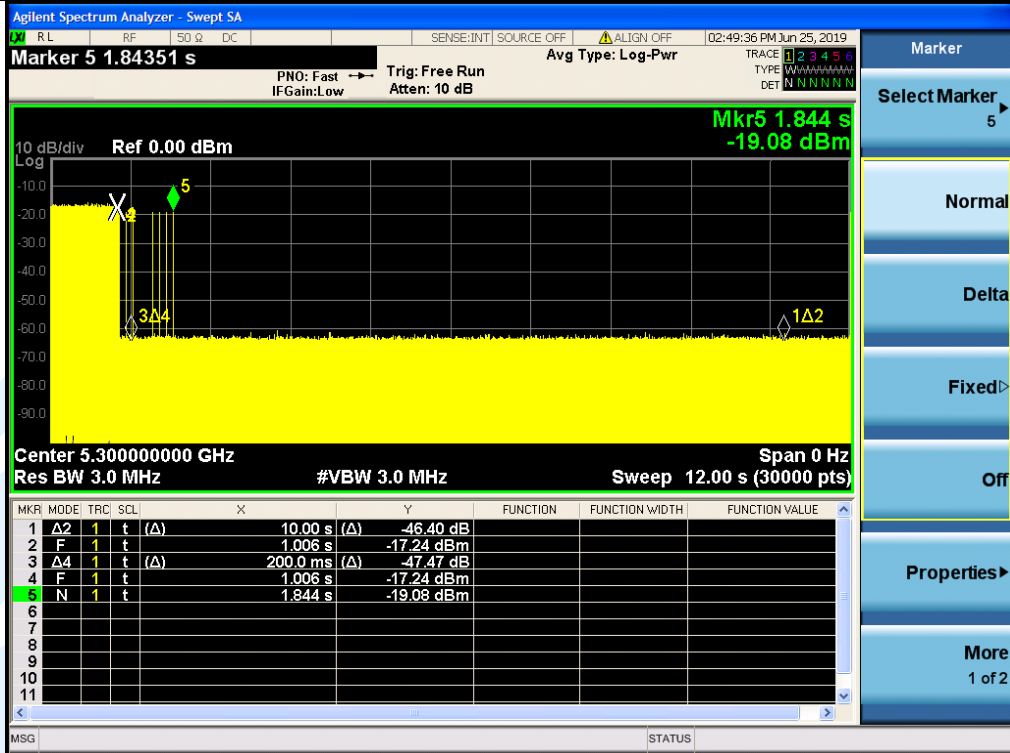 Agilent Spectrum Analyzer - Swept SA
LXI RL RF 50 Ω DC SENSE:INT SOURCE OFF ALIGN OFF 02:49:36 PM Jun 25, 2019
Marker 5 1.84351 s
PNO: Fast
IFGain:Low
Trig: Free Run
Atten: 10 dB
Avg Type: Log-Pwr
TRACE 1 2 3 4 5 6
TYPE WWWWWW
DET N N N N N N
Mkr5 1.844 s
-19.08 dBm
10 dB/div Ref 0.00 dBm
Log
-10.0
-20.0
-30.0
-40.0
-50.0
-60.0
-70.0
-80.0
-90.0
5
3Δ4
1Δ2
Center 5.300000000 GHz Span 0 Hz
Res BW 3.0 MHz #VBW 3.0 MHz Sweep 12.00 s (30000 pts)
MKR MODE TRC SCL X Y FUNCTION FUNCTION WIDTH FUNCTION VALUE
1 Δ2 1 t (Δ) 10.00 s (Δ) -46.40 dB
2 F 1 t 1.006 s -17.24 dBm
3 Δ4 1 t (Δ) 200.0 ms (Δ) -47.47 dB
4 F 1 t 1.006 s -17.24 dBm
5 N 1 t 1.844 s -19.08 dBm
6
7
8
9
10
11
MSG STATUS
Marker
Select Marker
5
Normal
Delta
Fixed
Off
Properties
More
1 of 2